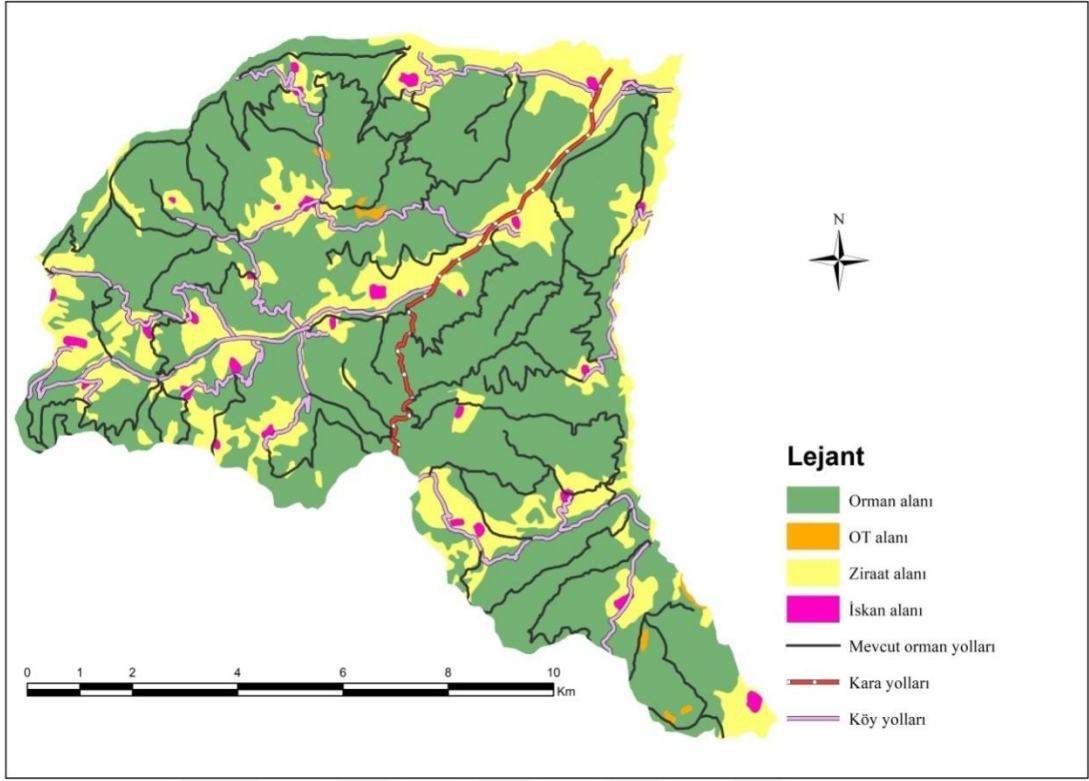 N
Lejant
Orman alanı
OT alanı
Ziraat alanı
İskan alanı
Mevcut orman yolları
Kara yolları
Köy yolları
0 1 2 4 6 8 10
Km